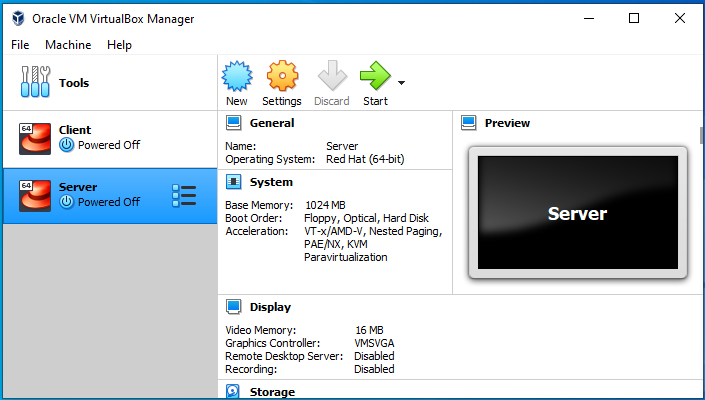 Oracle VM VirtualBox Manager
File Machine Help
Tools
New Settings Discard Start
64
Client
Powered Off
64
Server
Powered Off
General
Name: Server
Operating System: Red Hat (64-bit)
System
Base Memory: 1024 MB
Boot Order: Floppy, Optical, Hard Disk
Acceleration: VT-x/AMD-V, Nested Paging,
PAE/NX, KVM
Paravirtualization
Preview
Server
Display
Video Memory: 16 MB
Graphics Controller: VMSVGA
Remote Desktop Server: Disabled
Recording: Disabled
Storage